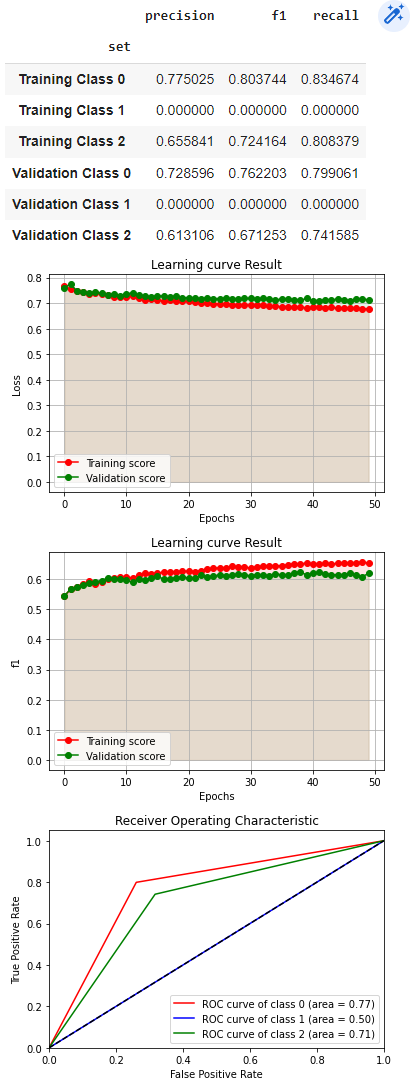 precision f1 recall
set
Training Class 0 0.775025 0.803744 0.834674
Training Class 1 0.000000 0.000000 0.000000
Training Class 2 0.655841 0.724164 0.808379
Validation Class 0 0.728596 0.762203 0.799061
Validation Class 1 0.000000 0.000000 0.000000
Validation Class 2 0.613106 0.671253 0.741585
Learning curve Result
0.8
0.7
0.6
0.5
0.4
0.3
0.2
0.1
0.0
Loss
Training score
Validation score
0 10 20 30 40 50
Epochs
Learning curve Result
0.6
0.5
0.4
0.3
0.2
0.1
0.0
f1
Training score
Validation score
0 10 20 30 40 50
Epochs
Receiver Operating Characteristic
1.0
0.8
0.6
0.4
0.2
0.0
True Positive Rate
ROC curve of class 0 (area = 0.77)
ROC curve of class 1 (area = 0.50)
ROC curve of class 2 (area = 0.71)
0.0 0.2 0.4 0.6 0.8 1.0
False Positive Rate